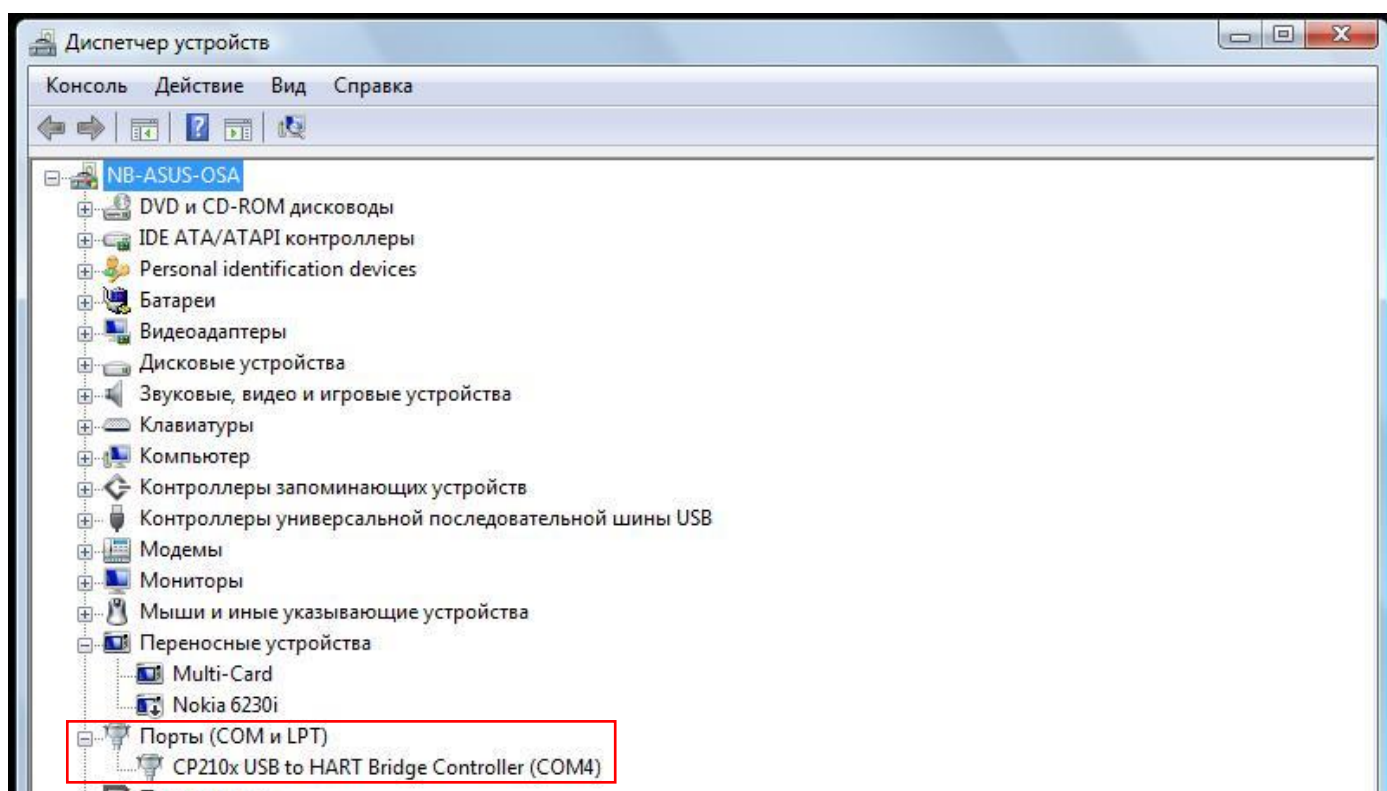 Диспетчер устройств
Консоль Действие Вид Справка
NB-ASUS-OSA
DVD и CD-ROM дисководы
IDE ATA/ATAPI контроллеры
Personal identification devices
Батареи
Видеоадаптеры
Дисковые устройства
Звуковые, видео и игровые устройства
Клавиатуры
Компьютер
Контроллеры запоминающих устройств
Контроллеры универсальной последовательной шины USB
Модемы
Мониторы
Мыши и иные указывающие устройства
Переносные устройства
Multi-Card
Nokia 6230i
Порты (COM и LPT)
CP210x USB to HART Bridge Controller (COM4)